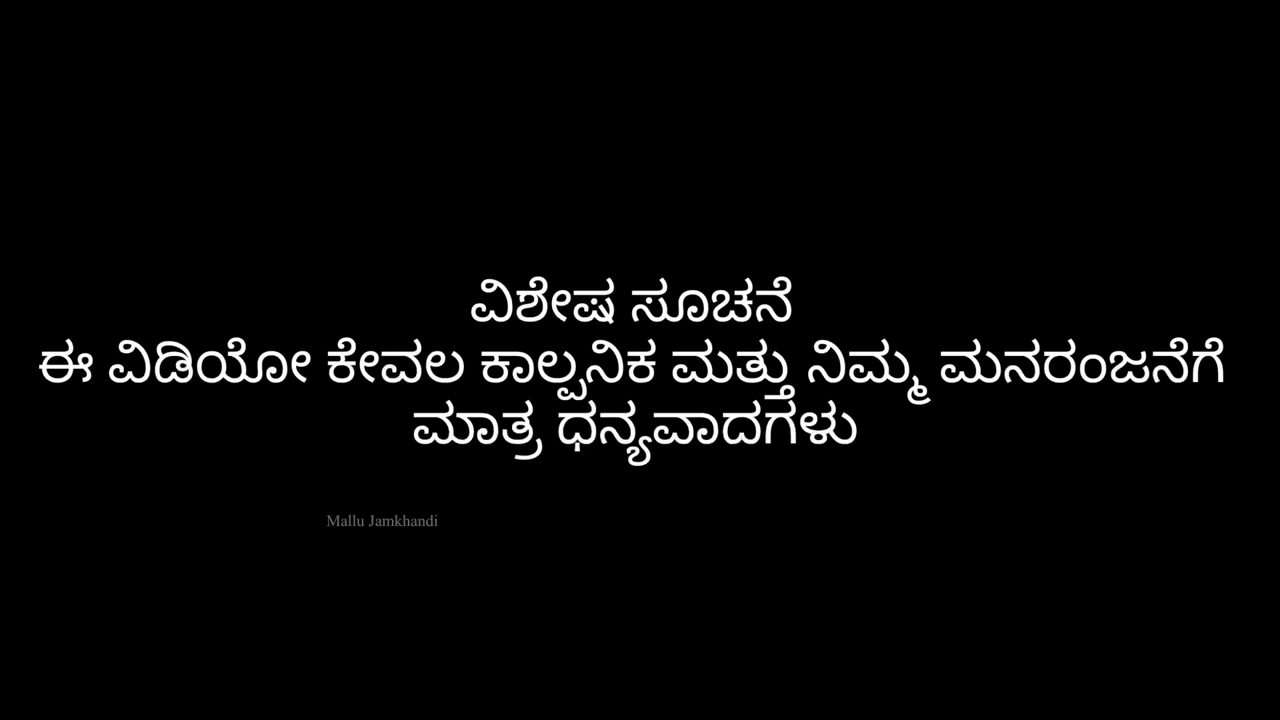 ವಿಶೇಷ ಸೂಚನೆ
ಈ ವಿಡಿಯೋ ಕೇವಲ ಕಾಲ್ಪನಿಕ ಮತ್ತು ನಿಮ್ಮ ಮನರಂಜನೆಗೆ
ಮಾತ್ರ ಧನ್ಯವಾದಗಳು
Mallu Jamkhandi